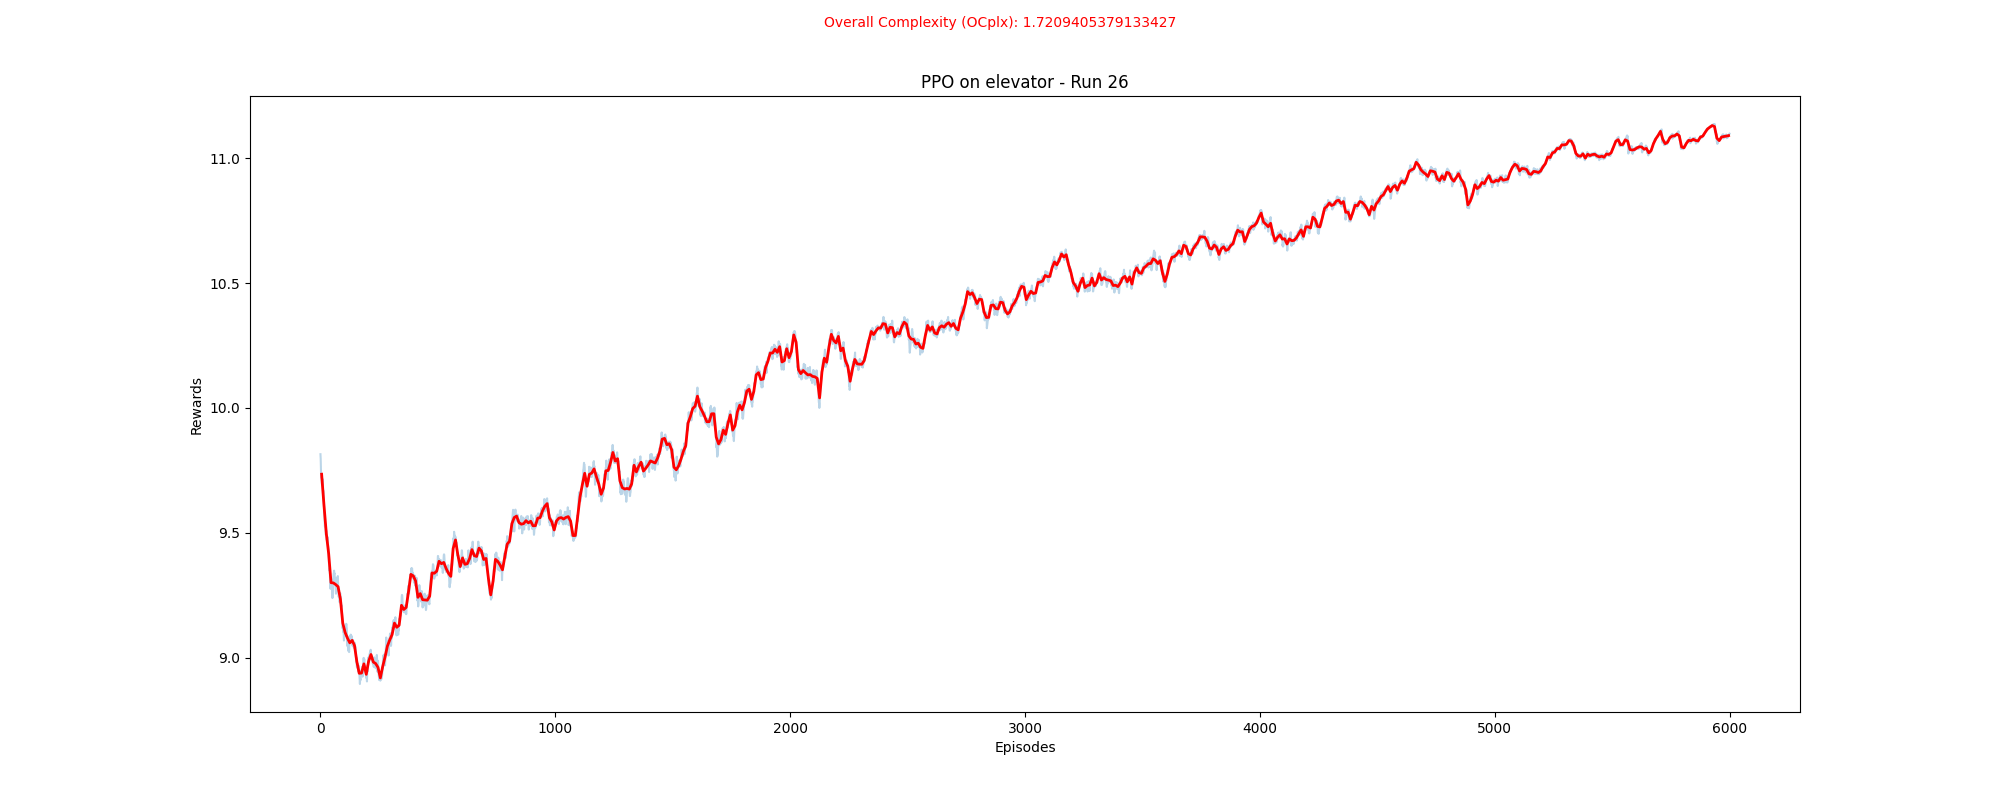 Overall Complexity (OCplx): 1.7209405379133427
PPO on elevator - Run 26
11.0
10.5
10.0
9.5
9.0
Rewards
0 1000 2000 3000 4000 5000 6000
Episodes